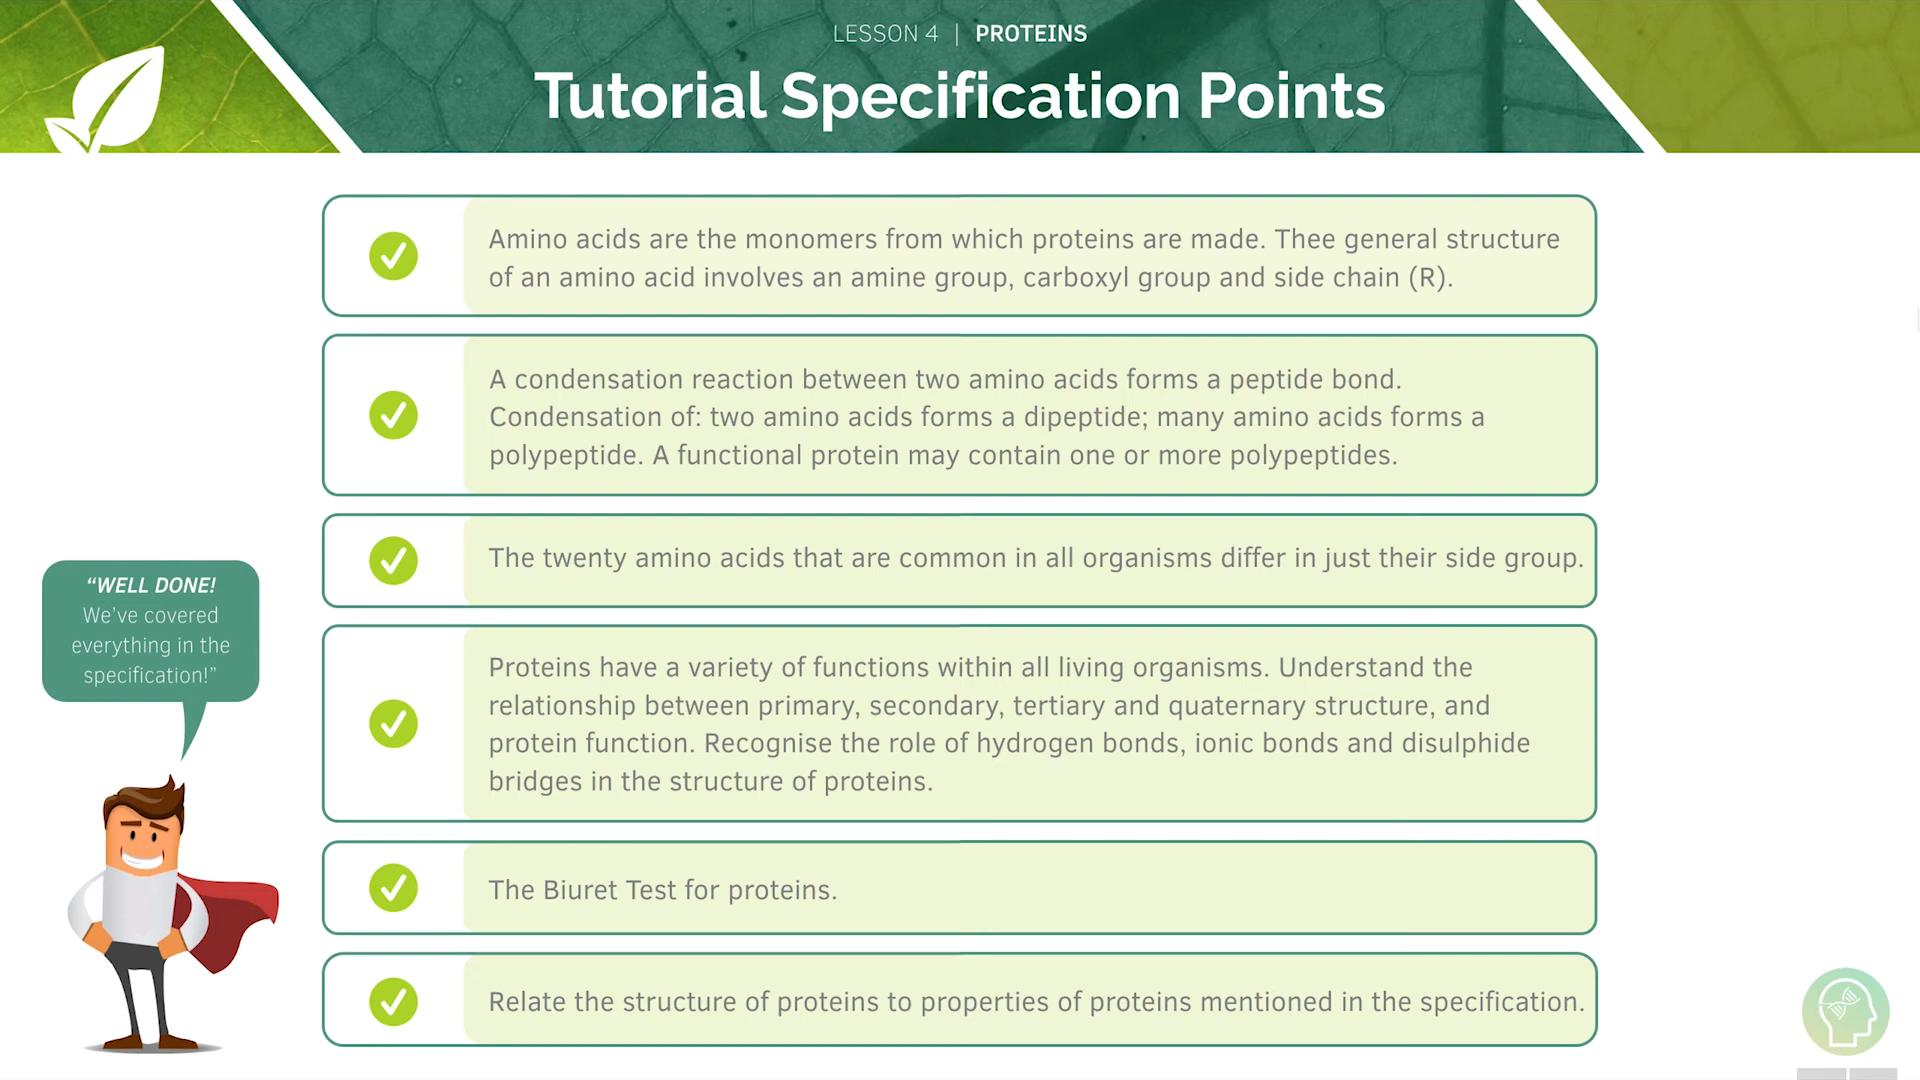 LESSON 4 | PROTEINS
Tutorial Specification Points
Amino acids are the monomers from which proteins are made. Thee general structure
of an amino acid involves an amine group, carboxyl group and side chain (R).
A condensation reaction between two amino acids forms a peptide bond.
Condensation of: two amino acids forms a dipeptide; many amino acids forms a
polypeptide. A functional protein may contain one or more polypeptides.
The twenty amino acids that are common in all organisms differ in just their side group.
“WELL DONE!
We’ve covered
everything in the
specification!”
Proteins have a variety of functions within all living organisms. Understand the
relationship between primary, secondary, tertiary and quaternary structure, and
protein function. Recognise the role of hydrogen bonds, ionic bonds and disulphide
bridges in the structure of proteins.
The Biuret Test for proteins.
Relate the structure of proteins to properties of proteins mentioned in the specification.